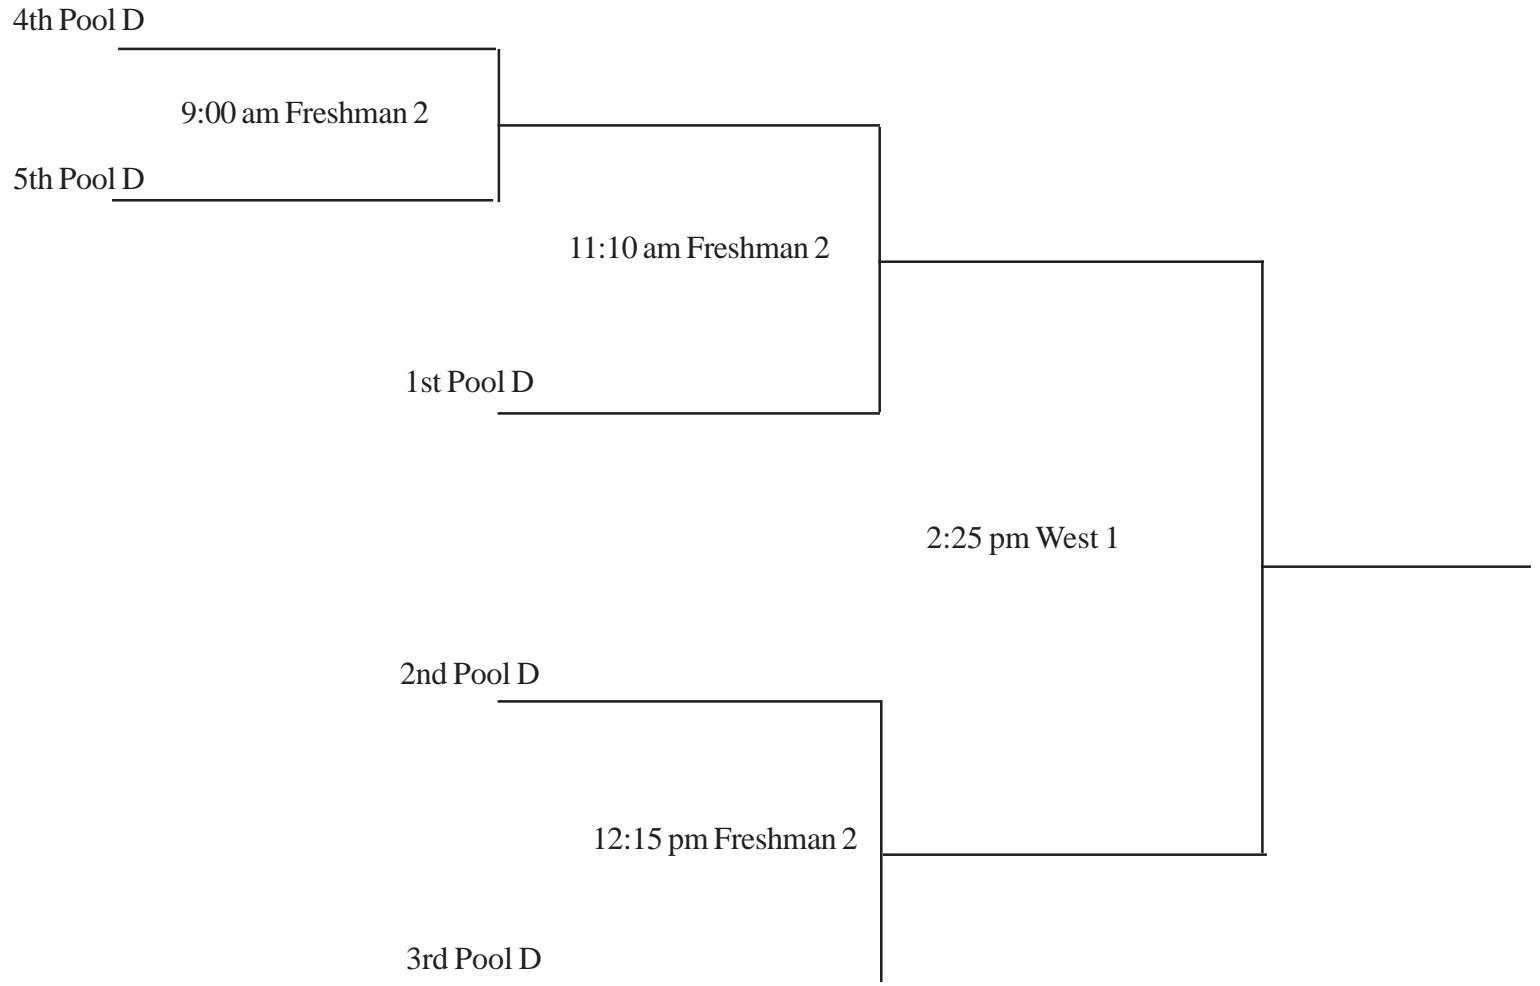 4th Pool D
9:00 am Freshman 2
5th Pool D
11:10 am Freshman 2
1st Pool D
2:25 pm West 1
2nd Pool D
12:15 pm Freshman 2
3rd Pool D